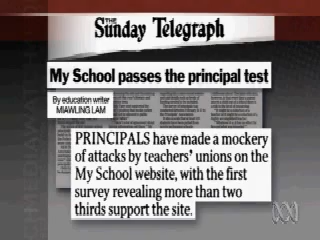 THE
Sunday Telegraph
My School passes the principal test
By education writer
MIAWLING LAM
PRINCIPALS have made a mockery
of attacks by teachers' unions on the
My School website, with the first
survey revealing more than two
thirds support the site.